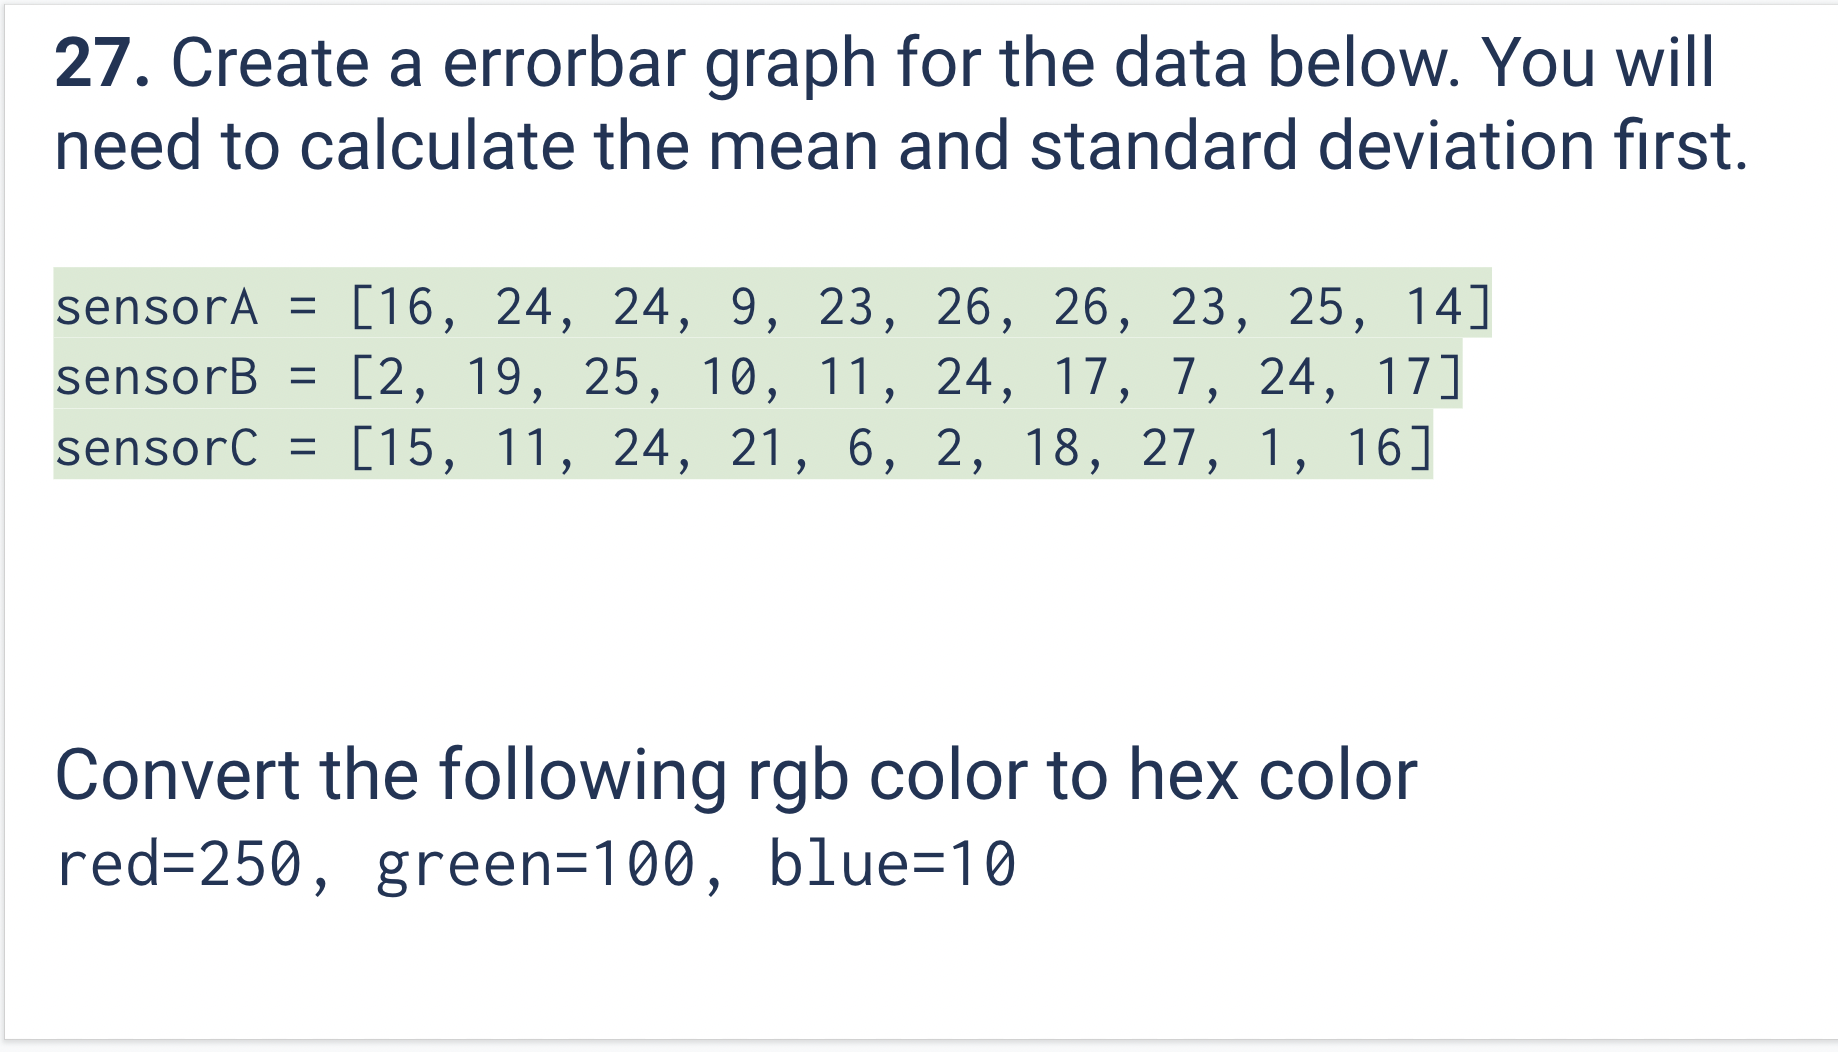 27. Create a errorbar graph for the data below. You will
need to calculate the mean and standard deviation first.
sensorA = [16, 24, 24, 9, 23, 26, 26, 23, 25, 14]
sensorB = [2, 19, 25, 10, 11, 24, 17, 7, 24, 17]
sensorC = [15, 11, 24, 21, 6, 2, 18, 27, 1, 16]
Convert the following rgb color to hex color
red=250, green=100, blue=10